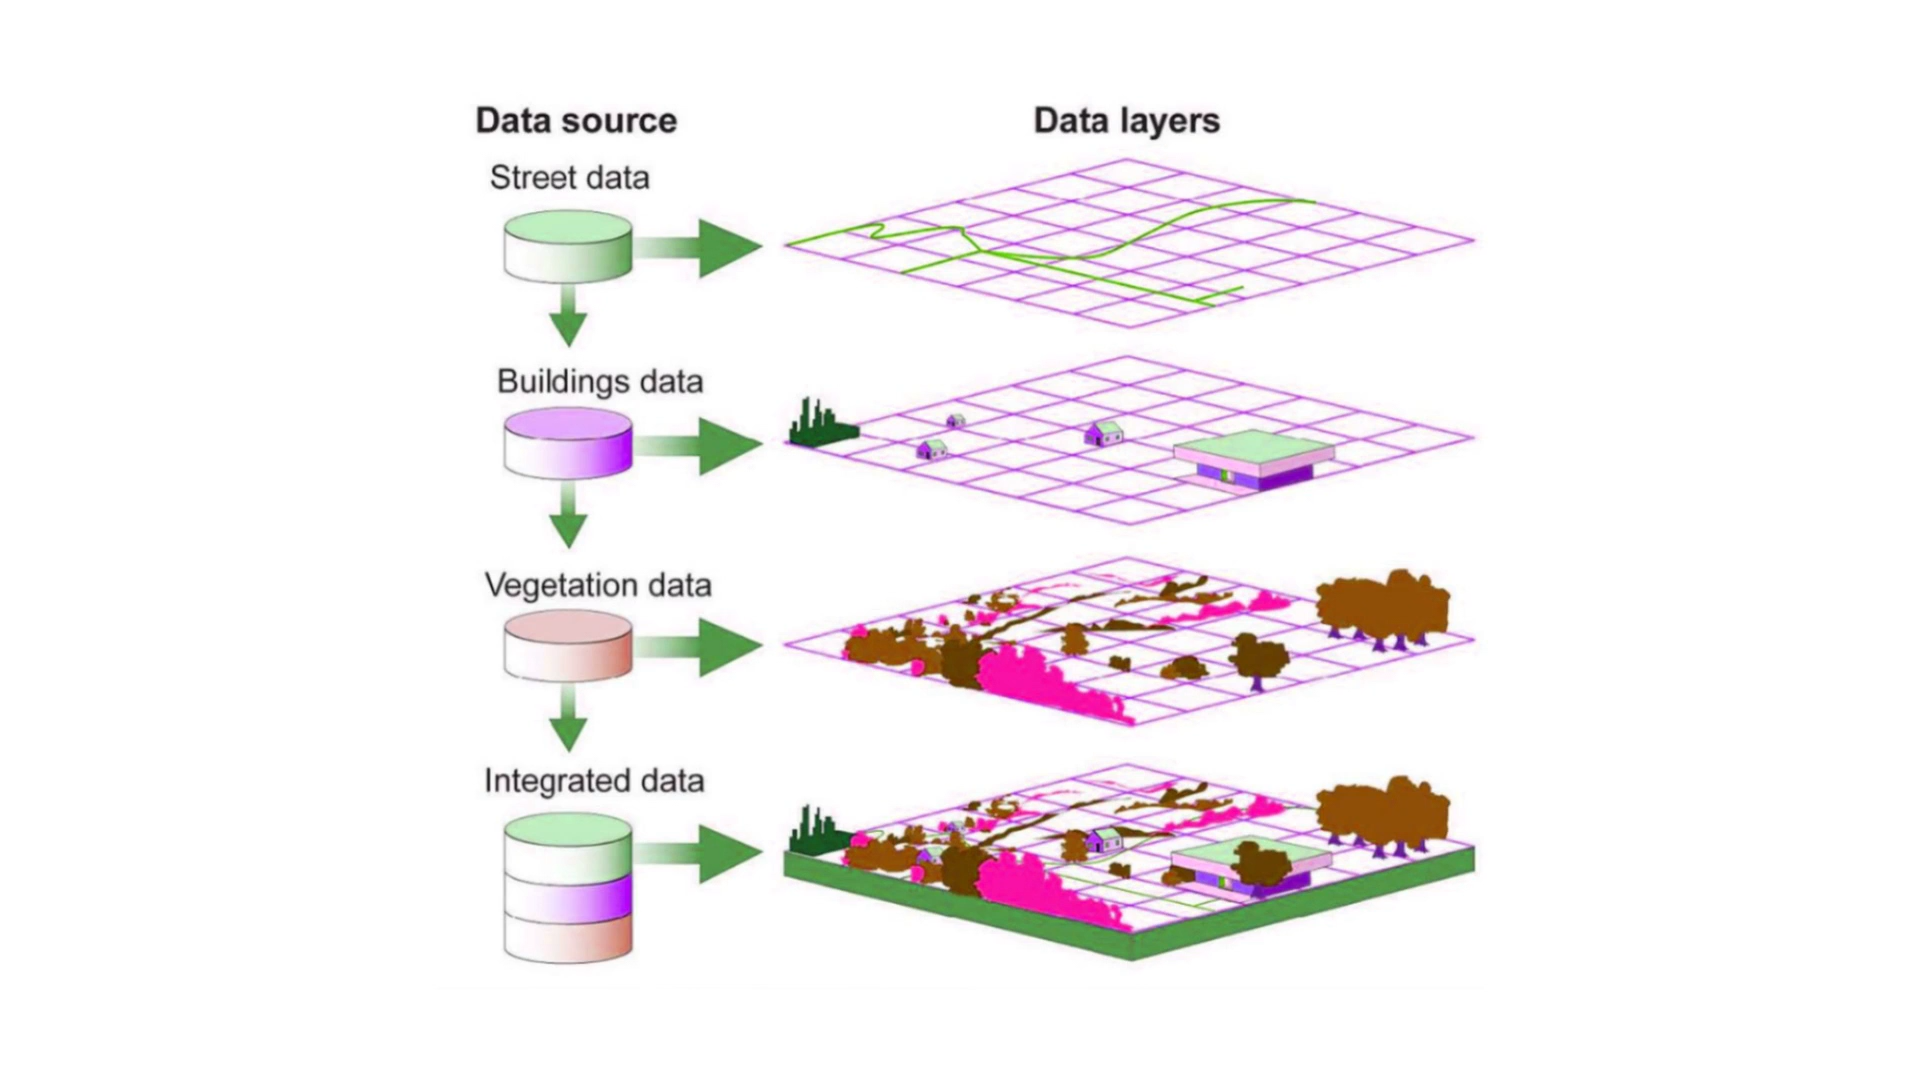 Data source
Data layers
Street data
Buildings data
Vegetation data
Integrated data